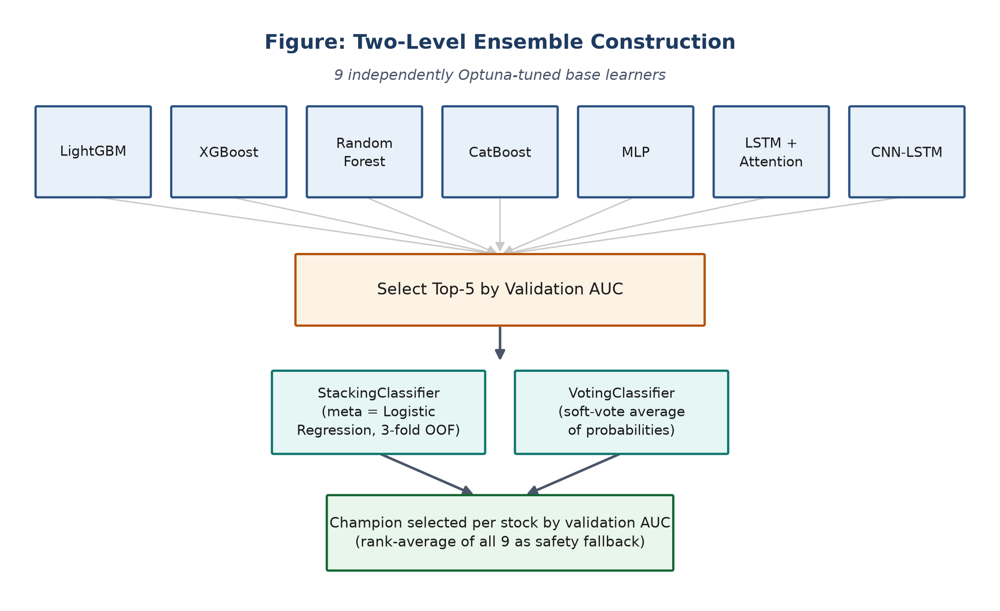 Figure: Two-Level Ensemble Construction
9 independently Optuna-tuned base learners
LightGBM
XGBoost
Random
Forest
CatBoost
MLP
LSTM +
Attention
CNN-LSTM
Select Top-5 by Validation AUC
StackingClassifier
(meta = Logistic
Regression, 3-fold OOF)
VotingClassifier
(soft-vote average
of probabilities)
Champion selected per stock by validation AUC
(rank-average of all 9 as safety fallback)